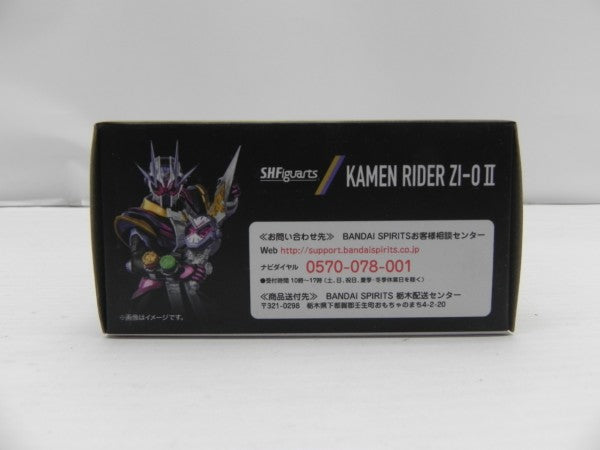 S.H.Figuarts KAMEN RIDER ZI-O II
≪お問い合わせ先≫ BANDAI SPIRITSお客様相談センター
Web http://support.bandaispirits.co.jp
ナビダイヤル 0570-078-001
●受付時間 10時〜17時 (土、日、祝日、夏季・冬季休業日を除く)
≪商品送付先≫ BANDAI SPIRITS 栃木配送センター
〒321-0298 栃木県下都賀郡壬生町おもちゃのまち4-2-20
※画像はイメージです。